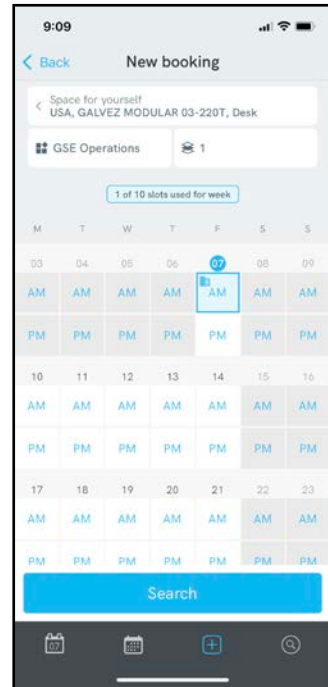 9:09
Back New booking
Space for yourself
USA, GALVEZ MODULAR 03-220T, Desk
GSE Operations 1
1 of 10 slots used for week
M T W T F S S
03 04 05 06 07 08 09
AM AM AM AM AM AM AM
PM PM PM PM PM PM PM
10 11 12 13 14 15 16
AM AM AM AM AM AM AM
PM PM PM PM PM PM PM
17 18 19 20 21 22 23
AM AM AM AM AM AM AM
PM PM PM PM PM PM PM
Search
07